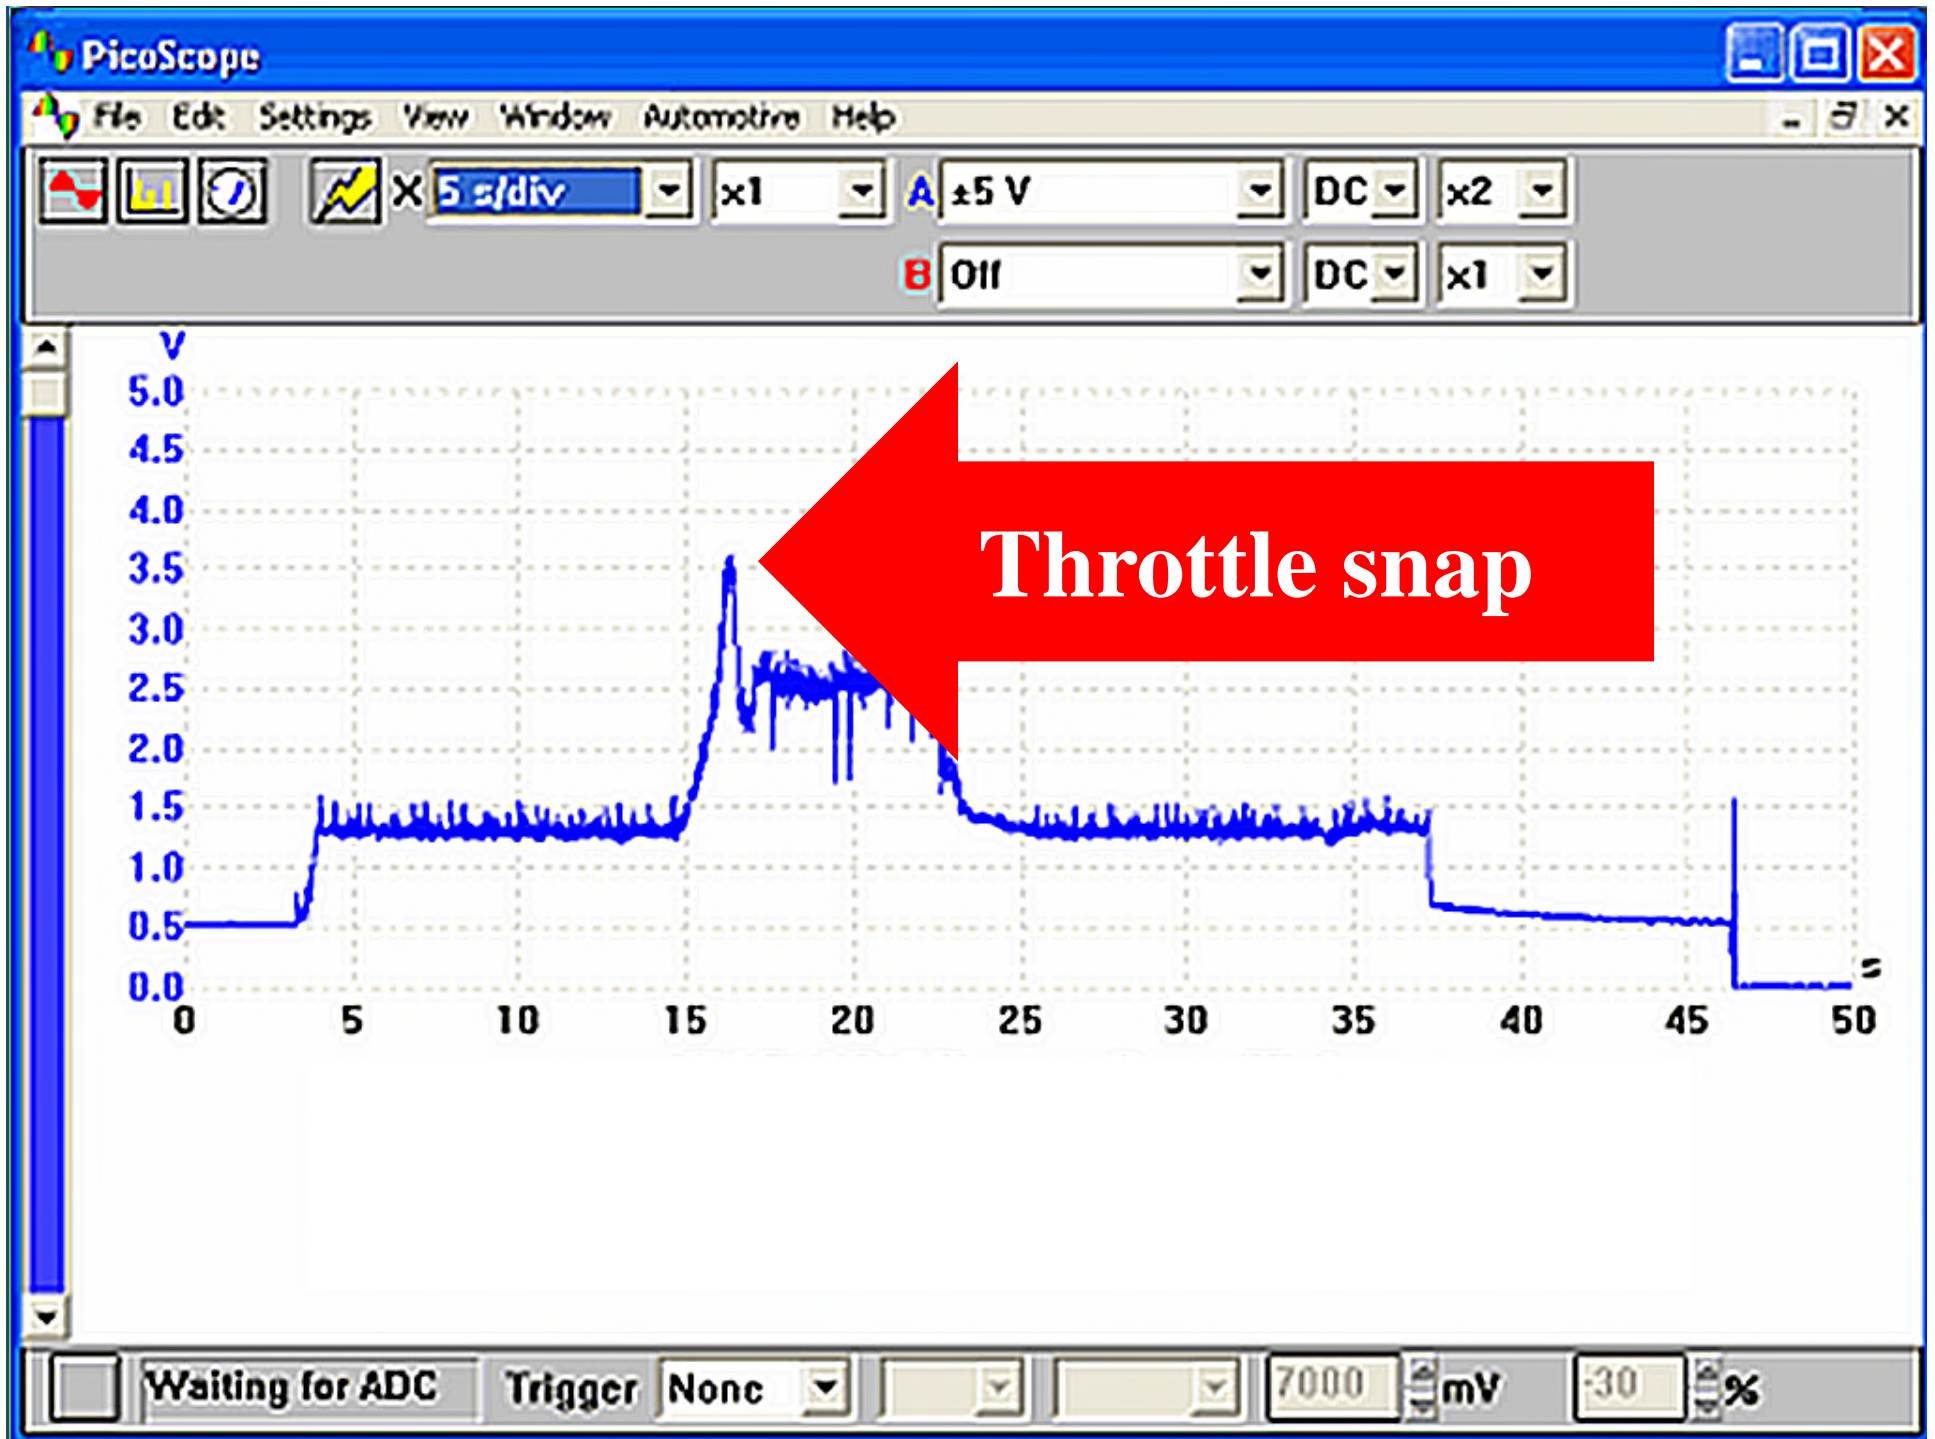 PicoScope
File Edit Settings View Window Automotive Help
X 5 s/div x1 A ±5 V DC x2
B Off DC x1
V
5.0
4.5
4.0
3.5
3.0
2.5
2.0
1.5
1.0
0.5
0.0
Throttle snap
s
0 5 10 15 20 25 30 35 40 45 50
Waiting for ADC Trigger None 7000 mV -30 %